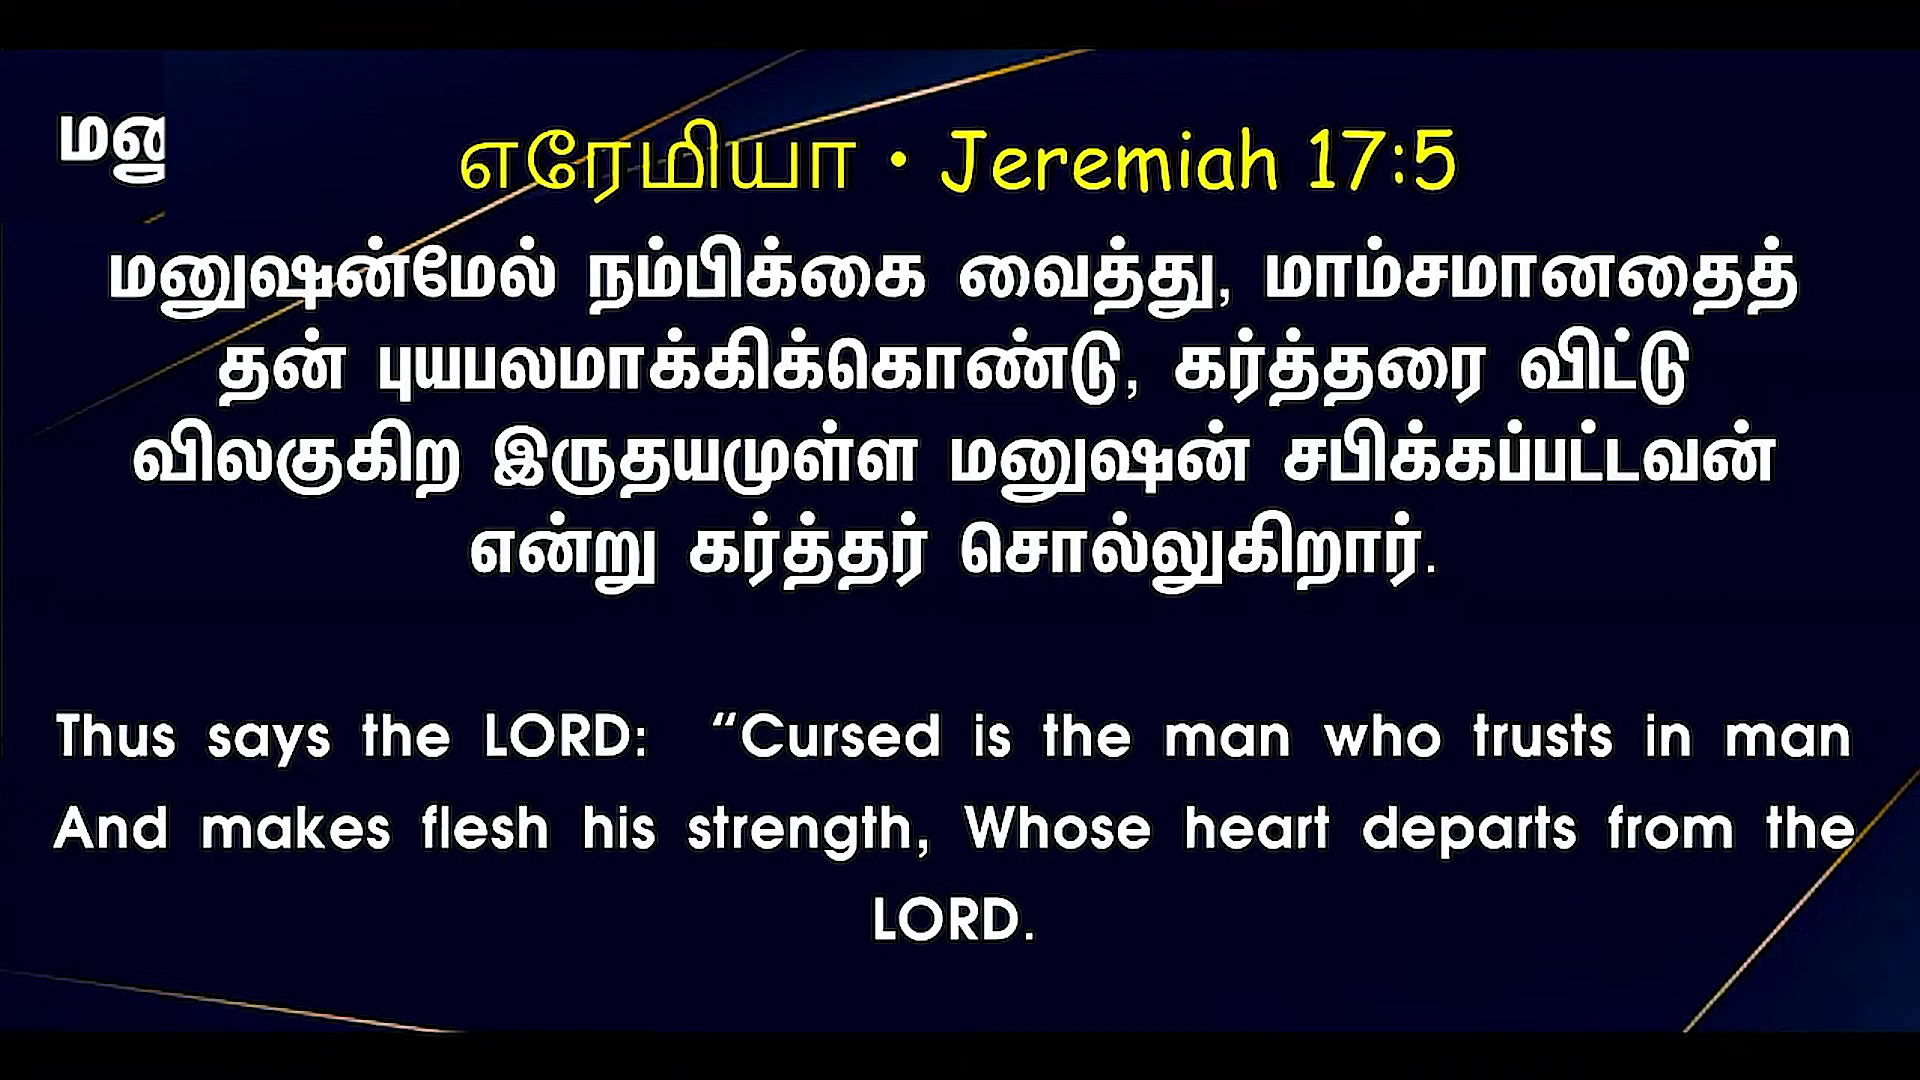 எரேமியா • Jeremiah 17:5
மனுஷன்மேல் நம்பிக்கை வைத்து, மாம்சமானதைத்
தன் புயபலமாக்கிக்கொண்டு, கர்த்தரை விட்டு
விலகுகிற இருதயமுள்ள மனுஷன் சபிக்கப்பட்டவன்
என்று கர்த்தர் சொல்லுகிறார்.
Thus says the LORD: “Cursed is the man who trusts in man
And makes flesh his strength, Whose heart departs from the
LORD.